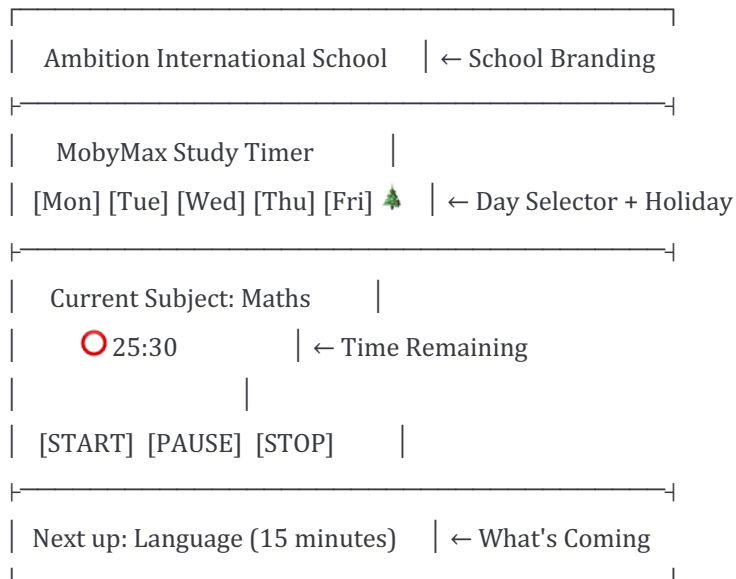 Ambition International School ← School Branding
MobyMax Study Timer
[Mon] [Tue] [Wed] [Thu] [Fri] 🎄 ← Day Selector + Holiday
Current Subject: Maths
⭕ 25:30 ← Time Remaining
[START] [PAUSE] [STOP]
Next up: Language (15 minutes) ← What's Coming